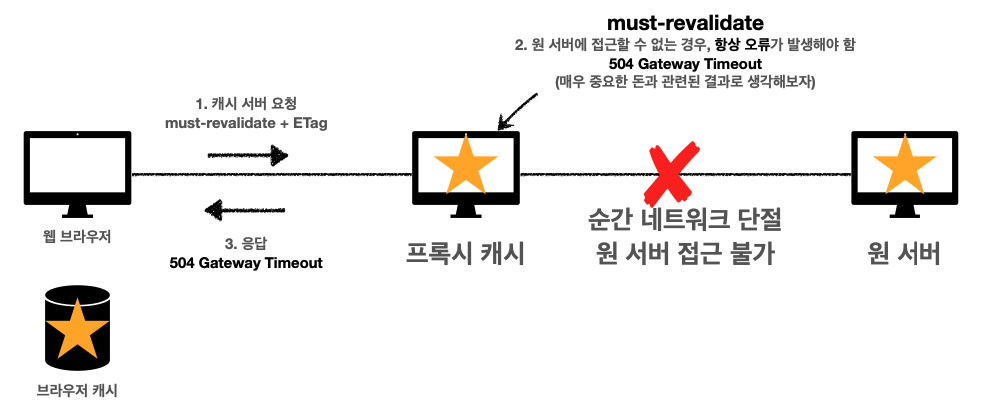 must-revalidate
2. 원 서버에 접근할 수 없는 경우, 항상 오류가 발생해야 함
504 Gateway Timeout
(매우 중요한 돈과 관련된 결과로 생각해보자)
1. 캐시 서버 요청
must-revalidate + ETag
웹 브라우저
3. 응답
504 Gateway Timeout
프록시 캐시
순간 네트워크 단절
원 서버 접근 불가
원 서버
브라우저 캐시